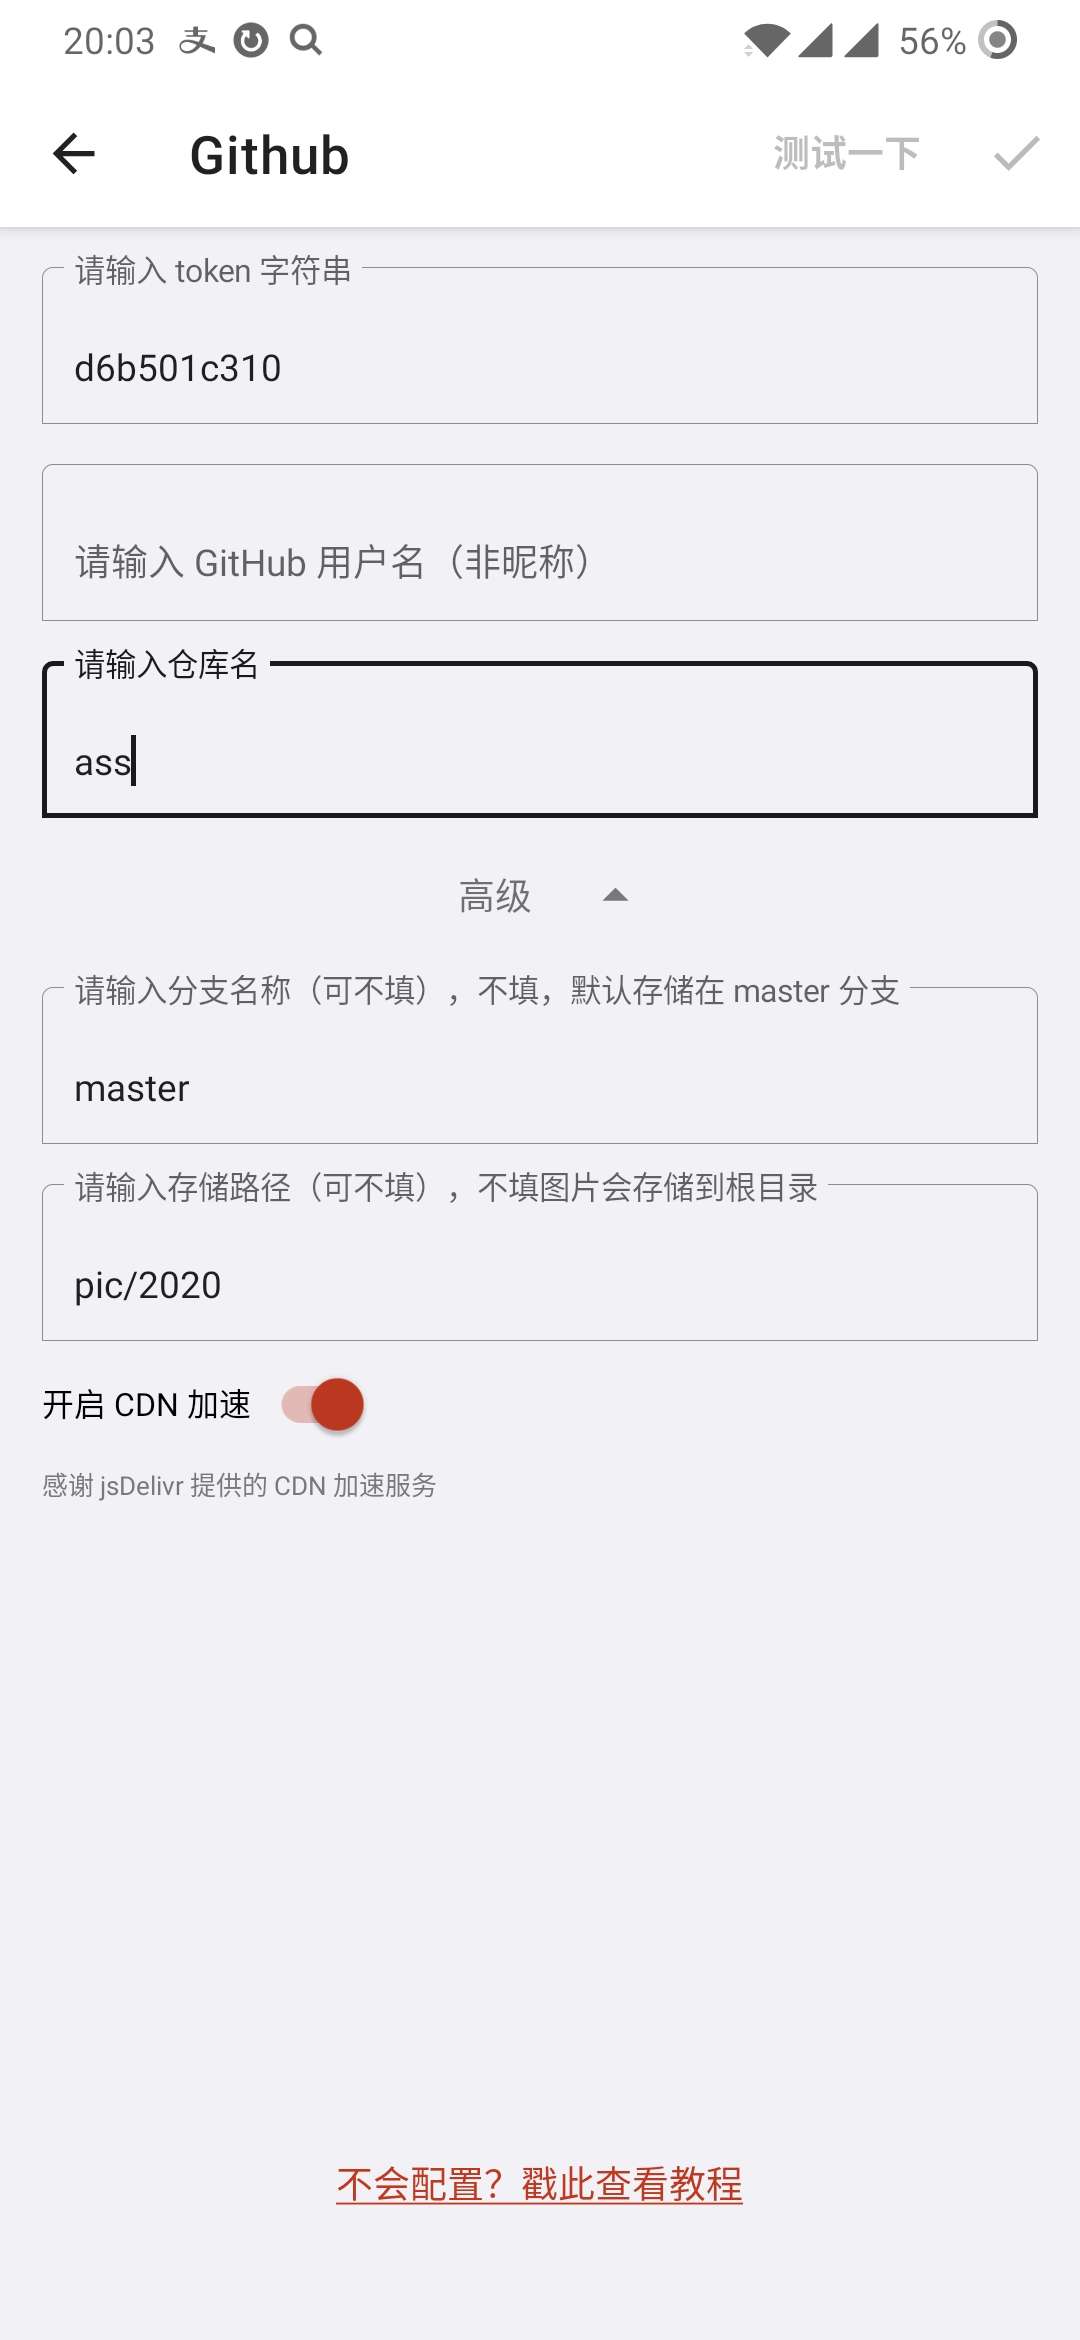 20:03 支 56%
Github 测试一下
请输入 token 字符串
d6b501c310
请输入 GitHub 用户名（非昵称）
请输入仓库名
ass
高级
请输入分支名称（可不填），不填，默认存储在 master 分支
master
请输入存储路径（可不填），不填图片会存储到根目录
pic/2020
开启 CDN 加速
感谢 jsDelivr 提供的 CDN 加速服务
不会配置？戳此查看教程